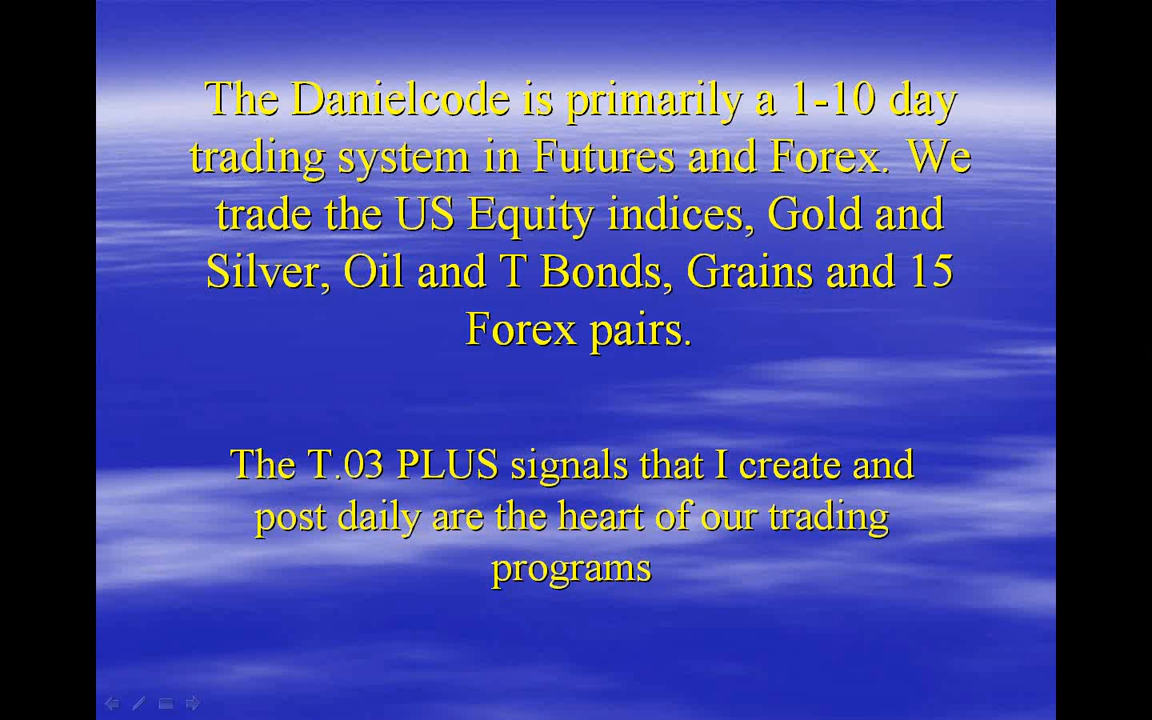 The Danielcode is primarily a 1-10 day
trading system in Futures and Forex. We
trade the US Equity indices, Gold and
Silver, Oil and T Bonds, Grains and 15
Forex pairs.
The T.03 PLUS signals that I create and
post daily are the heart of our trading
programs